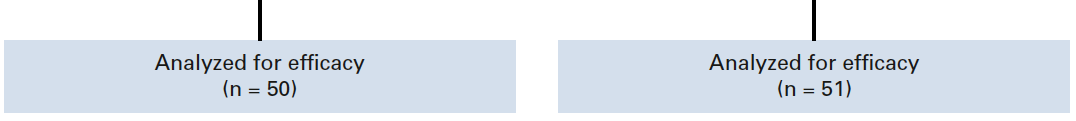 Analyzed for efficacy
(n = 50)
Analyzed for efficacy
(n = 51)